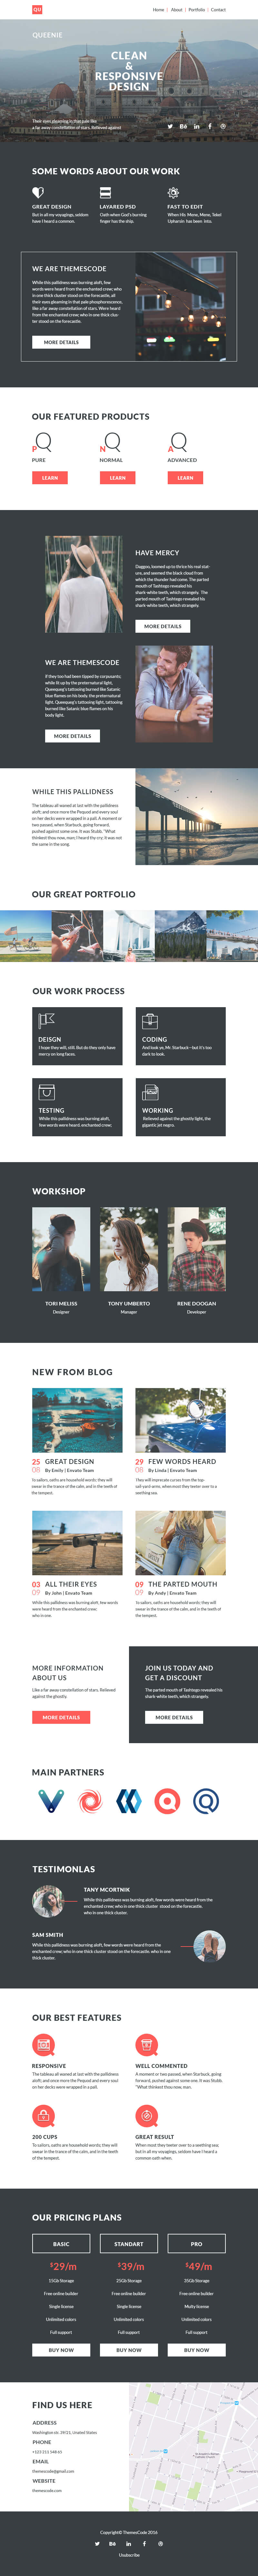 QU
Home | About | Portfolio | Contact
QUEENIE
CLEAN
&
RESPONSIVE
DESIGN
Their eyes pleaming in that pale like
a far away constellation of stars. Relieved against
SOME WORDS ABOUT OUR WORK
GREAT DESIGN
But in all my voyagings, seldom
have I heard a common.
LAYARED PSD
Oath when God's burning
finger has the ship.
FAST TO EDIT
When His Mene, Mene, Tekel
Upharsin has been into.
WE ARE THEMESCODE
While this pallidness was burning aloft, few
words were heard from the enchanted crew; who
in one thick cluster stood on the forecastle, all
their eyes gleaming in that pale phosphorescence,
like a far away constellation of stars. Were heard
from the enchanted crew; who in one thick clus-
ter stood on the forecastle.
MORE DETAILS
OUR FEATURED PRODUCTS
PQ
PURE
LEARN
NQ
NORMAL
LEARN
AQ
ADVANCED
LEARN
HAVE MERCY
Daggoo, loomed up to thrice his real stat-
ure, and seemed the black cloud from
which the thunder had come. The parted
mouth of Tashtego revealed his
shark-white teeth, which strangely. The
parted mouth of Tashtego revealed his
shark-white teeth, which strangely.
MORE DETAILS
WE ARE THEMESCODE
if they too had been tipped by corpusants;
while lit up by the preternatural light,
Queequeg's tattooing burned like Satanic
blue flames on his body. the preternatural
light, Queequeg's tattooing light, tattooing
burned like Satanic blue flames on his
body light.
MORE DETAILS
WHILE THIS PALLIDNESS
The tableau all waned at last with the pallidness
aloft; and once more the Pequod and every soul
on her decks were wrapped in a pall. A moment or
two passed, when Starbuck, going forward,
pushed against some one. It was Stubb. "What
thinkest thou now, man; I heard thy cry; it was not
the same in the song.
OUR GREAT PORTFOLIO
OUR WORK PROCESS
DEISGN
I hope they will, still. But do they only have
mercy on long faces.
CODING
And look ye, Mr. Starbuck—but it's too
dark to look.
TESTING
While this pallidness was burning aloft,
few words were heard. enchanted crew;
WORKING
Relieved against the ghostly light, the
gigantic jet negro.
WORKSHOP
TORI MELISS
Designer
TONY UMBERTO
Manager
RENE DOOGAN
Developer
NEW FROM BLOG
25
08
GREAT DESIGN
By Emily | Envato Team
To sailors, oaths are household words; they will
swear in the trance of the calm, and in the teeth of
the tempest.
29
08
FEW WORDS HEARD
By Linda | Envato Team
They will imprecate curses from the top-
sail-yard-arms, when most they teeter over to a
seething sea.
03
09
ALL THEIR EYES
By John | Envato Team
While this pallidness was burning aloft, few words
were heard from the enchanted crew;
who in one.
09
09
THE PARTED MOUTH
By Andy | Envato Team
To sailors, oaths are household words; they will
swear in the trance of the calm, and in the teeth of
the tempest.
MORE INFORMATION
ABOUT US
Like a far away constellation of stars. Relieved
against the ghostly.
MORE DETAILS
JOIN US TODAY AND
GET A DISCOUNT
The parted mouth of Tashtego revealed his
shark-white teeth, which strangely.
MORE DETAILS
MAIN PARTNERS
TESTIMONLAS
TANY MCORTNIK
While this pallidness was burning aloft, few words were heard from the
enchanted crew; who in one thick cluster stood on the forecastle.
who in one thick cluster.
SAM SMITH
While this pallidness was burning aloft, few words were heard from the
enchanted crew; who in one thick cluster stood on the forecastle. who in one
thick cluster.
OUR BEST FEATURES
RESPONSIVE
The tableau all waned at last with the pallidness
aloft; and once more the Pequod and every soul
on her decks were wrapped in a pall.
WELL COMMENTED
A moment or two passed, when Starbuck, going
forward, pushed against some one. It was Stubb.
"What thinkest thou now, man.
200 CUPS
To sailors, oaths are household words; they will
swear in the trance of the calm, and in the teeth
of the tempest.
GREAT RESULT
When most they teeter over to a seething sea;
but in all my voyagings, seldom have I heard a
common oath when.
OUR PRICING PLANS
BASIC
$29/m
15Gb Storage
Free online builder
Single license
Unlimited colors
Full support
BUY NOW
STANDART
$39/m
25Gb Storage
Free online builder
Single license
Unlimited colors
Full support
BUY NOW
PRO
$49/m
35Gb Storage
Free online builder
Multy license
Unlimited colors
Full support
BUY NOW
FIND US HERE
ADDRESS
Washington str. 39/21, Unated States
PHONE
EMAIL
themescode@gmail.com
WEBSITE
themescode.com
Copyright© ThemesCode 2016
Unsubscribe